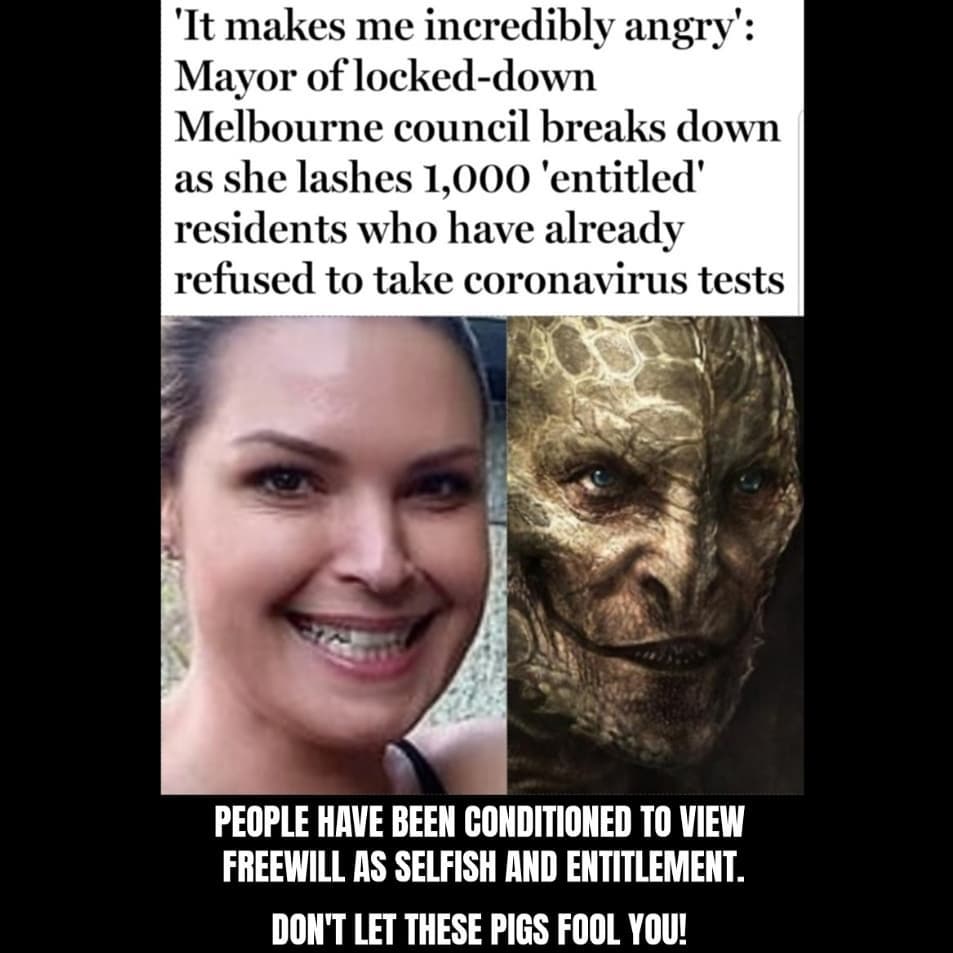 'It makes me incredibly angry':
Mayor of locked-down
Melbourne council breaks down
as she lashes 1,000 'entitled'
residents who have already
refused to take coronavirus tests
PEOPLE HAVE BEEN CONDITIONED TO VIEW
FREEWILL AS SELFISH AND ENTITLEMENT.
DON'T LET THESE PIGS FOOL YOU!